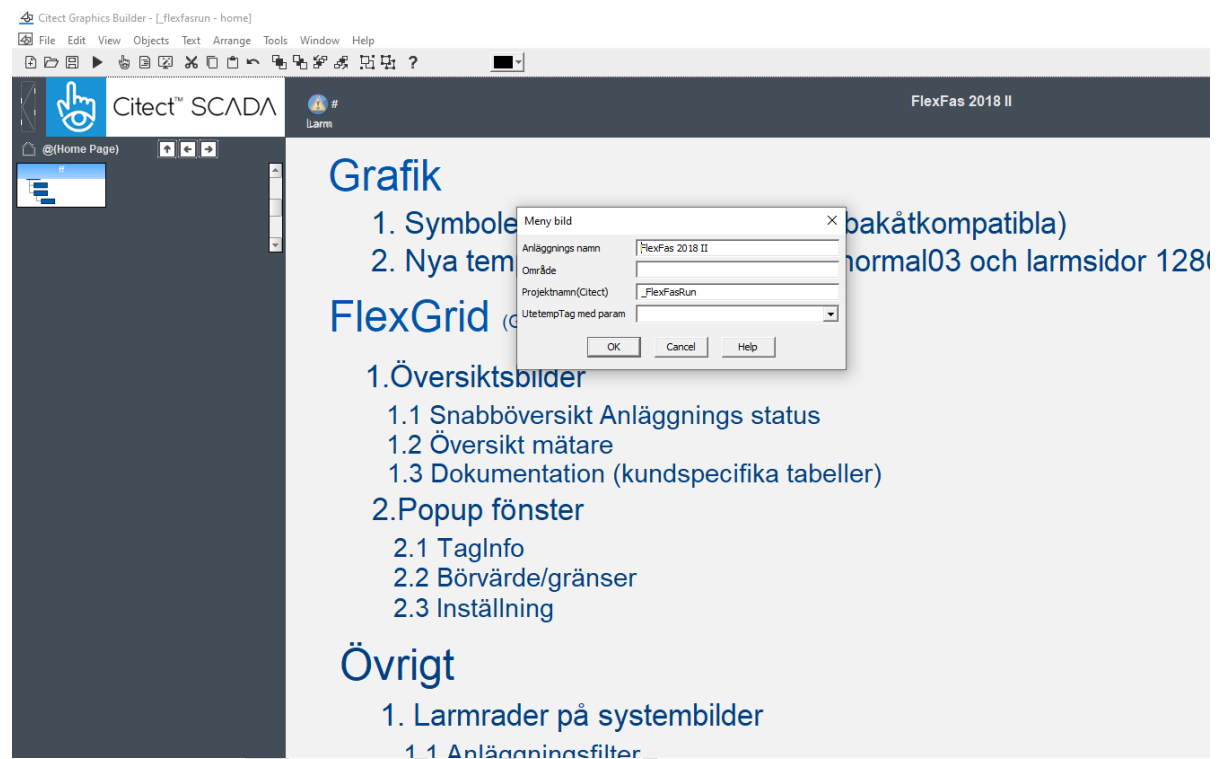 Citect Graphics Builder - [_flexfasrun - home]
File Edit View Objects Text Arrange Tools Window Help
Citect™ SCADA
#
Larm
FlexFas 2018 II
@(Home Page)
ff
Grafik
1. Symbole
bakåtkompatibla)
2. Nya tem
normal03 och larmsidor 1280
Meny bild
Anläggnings namn FlexFas 2018 II
Område
Projektnamn(Citect) _FlexFasRun
UtetempTag med param
OK Cancel Help
FlexGrid (G
1.Översiktsbilder
1.1 Snabböversikt Anläggnings status
1.2 Översikt mätare
1.3 Dokumentation (kundspecifika tabeller)
2.Popup fönster
2.1 TagInfo
2.2 Börvärde/gränser
2.3 Inställning
Övrigt
1. Larmrader på systembilder
1.1 Anläggningsfilter